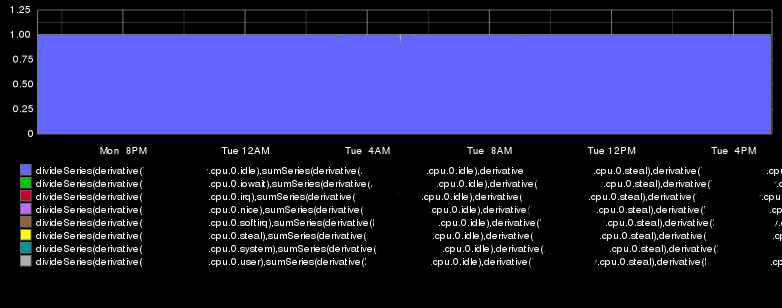 1.25
1.00
0.75
0.50
0.25
0
Mon 8PM Tue 12AM Tue 4AM Tue 8AM Tue 12PM Tue 4PM
divideSeries(derivative( .cpu.0.idle),sumSeries(derivative( .cpu.0.idle),derivative .cpu.0.steal),derivative(
divideSeries(derivative( .cpu.0.iowait),sumSeries(derivative( .cpu.0.idle),derivative( .cpu.0.steal),derivative( .cp
divideSeries(derivative( .cpu.0.irq),sumSeries(derivative( .cpu.0.idle),derivative( .cpu.0.steal),derivative( .cpu
divideSeries(derivative( .cpu.0.nice),sumSeries(derivative( .cpu.0.idle),derivative( .cpu.0.steal),derivative( .cp
divideSeries(derivative( .cpu.0.softirq),sumSeries(derivative( .cpu.0.idle),derivative( .cpu.0.steal),derivative(
divideSeries(derivative( .cpu.0.steal),sumSeries(derivative( .cpu.0.idle),derivative( .cpu.0.steal),derivative( .c
divideSeries(derivative( .cpu.0.system),sumSeries(derivative( .cpu.0.idle),derivative( .cpu.0.steal),derivative(
divideSeries(derivative( .cpu.0.user),sumSeries(derivative( .cpu.0.idle),derivative( .cpu.0.steal),derivative( .cp